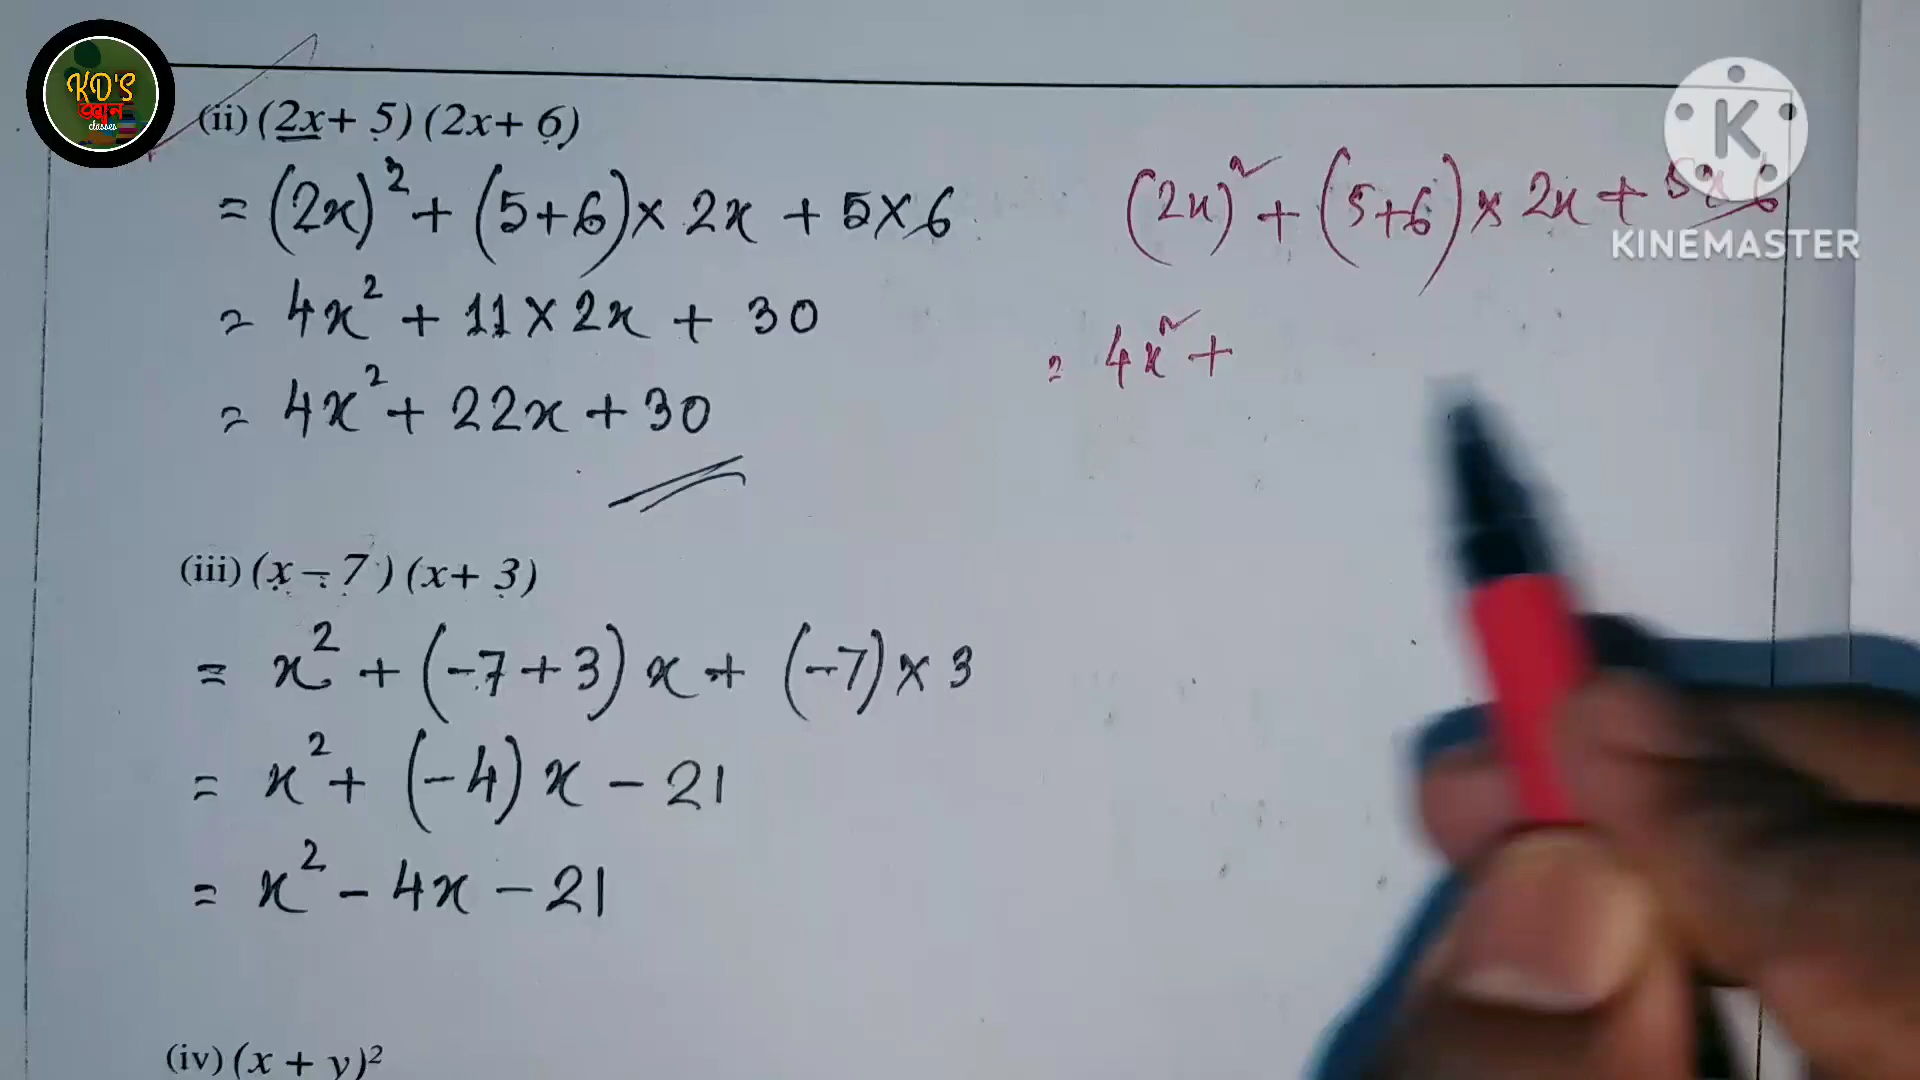 KD'S
জ্ঞান
classes
(ii) (2x+ 5) (2x+ 6)
= (2x)² + (5+6)× 2x + 5×6
= 4x² + 11×2x + 30
= 4x² + 22x + 30
(2x)² + (5+6)× 2x + 5×6
= 4x² +
K
KINEMASTER
(iii) (x – 7) (x+ 3)
= x² + (-7+3) x + (-7)×3
= x² + (-4) x - 21
= x² - 4x - 21
(iv) (x + y)²